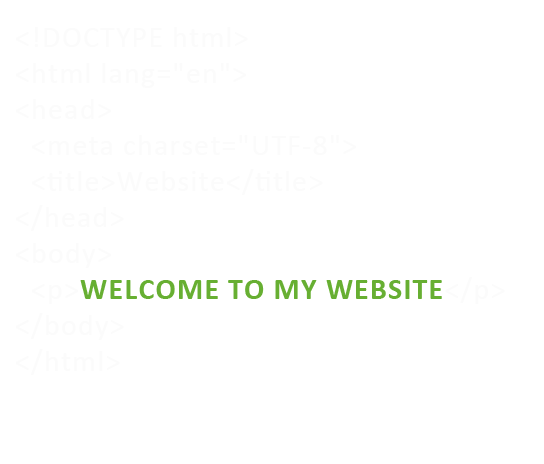 <!DOCTYPE html>
<html lang="en">
<head>
<meta charset="UTF-8">
<title>Website</title>
</head>
<body>
<p>WELCOME TO MY WEBSITE</p>
</body>
</html>